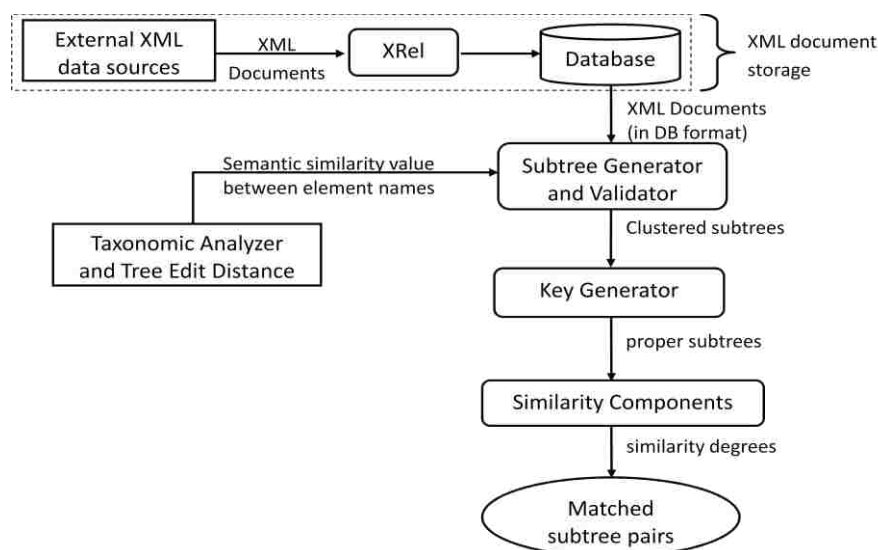 External XML
data sources
XML
Documents
XRel
Database
XML document
storage
XML Documents
(in DB format)
Semantic similarity value
between element names
Subtree Generator
and Validator
Taxonomic Analyzer
and Tree Edit Distance
Clustered subtrees
Key Generator
proper subtrees
Similarity Components
similarity degrees
Matched
subtree pairs